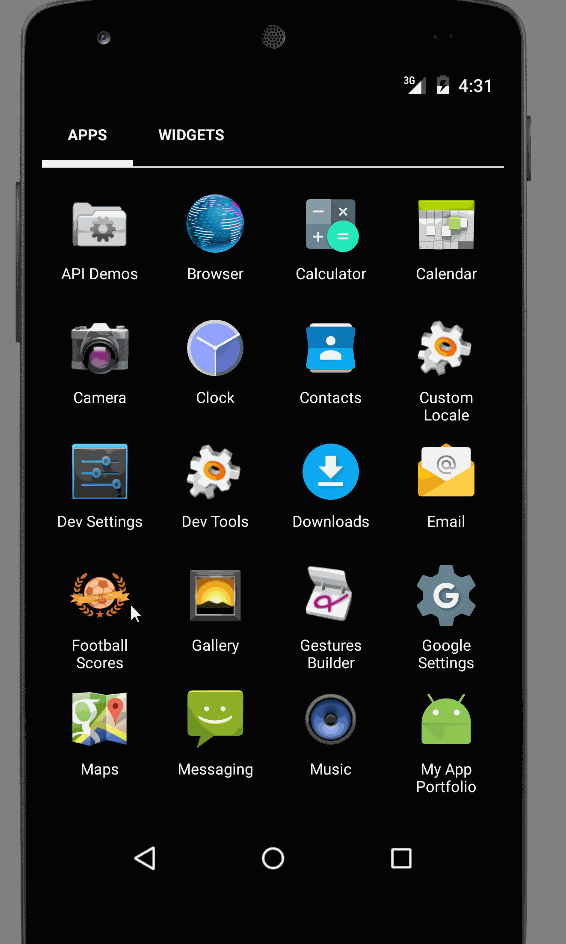 3G 4:31
APPS WIDGETS
API Demos Browser Calculator Calendar
Camera Clock Contacts Custom
Locale
Dev Settings Dev Tools Downloads Email
Football Gallery Gestures Google
Scores Builder Settings
Maps Messaging Music My App
Portfolio